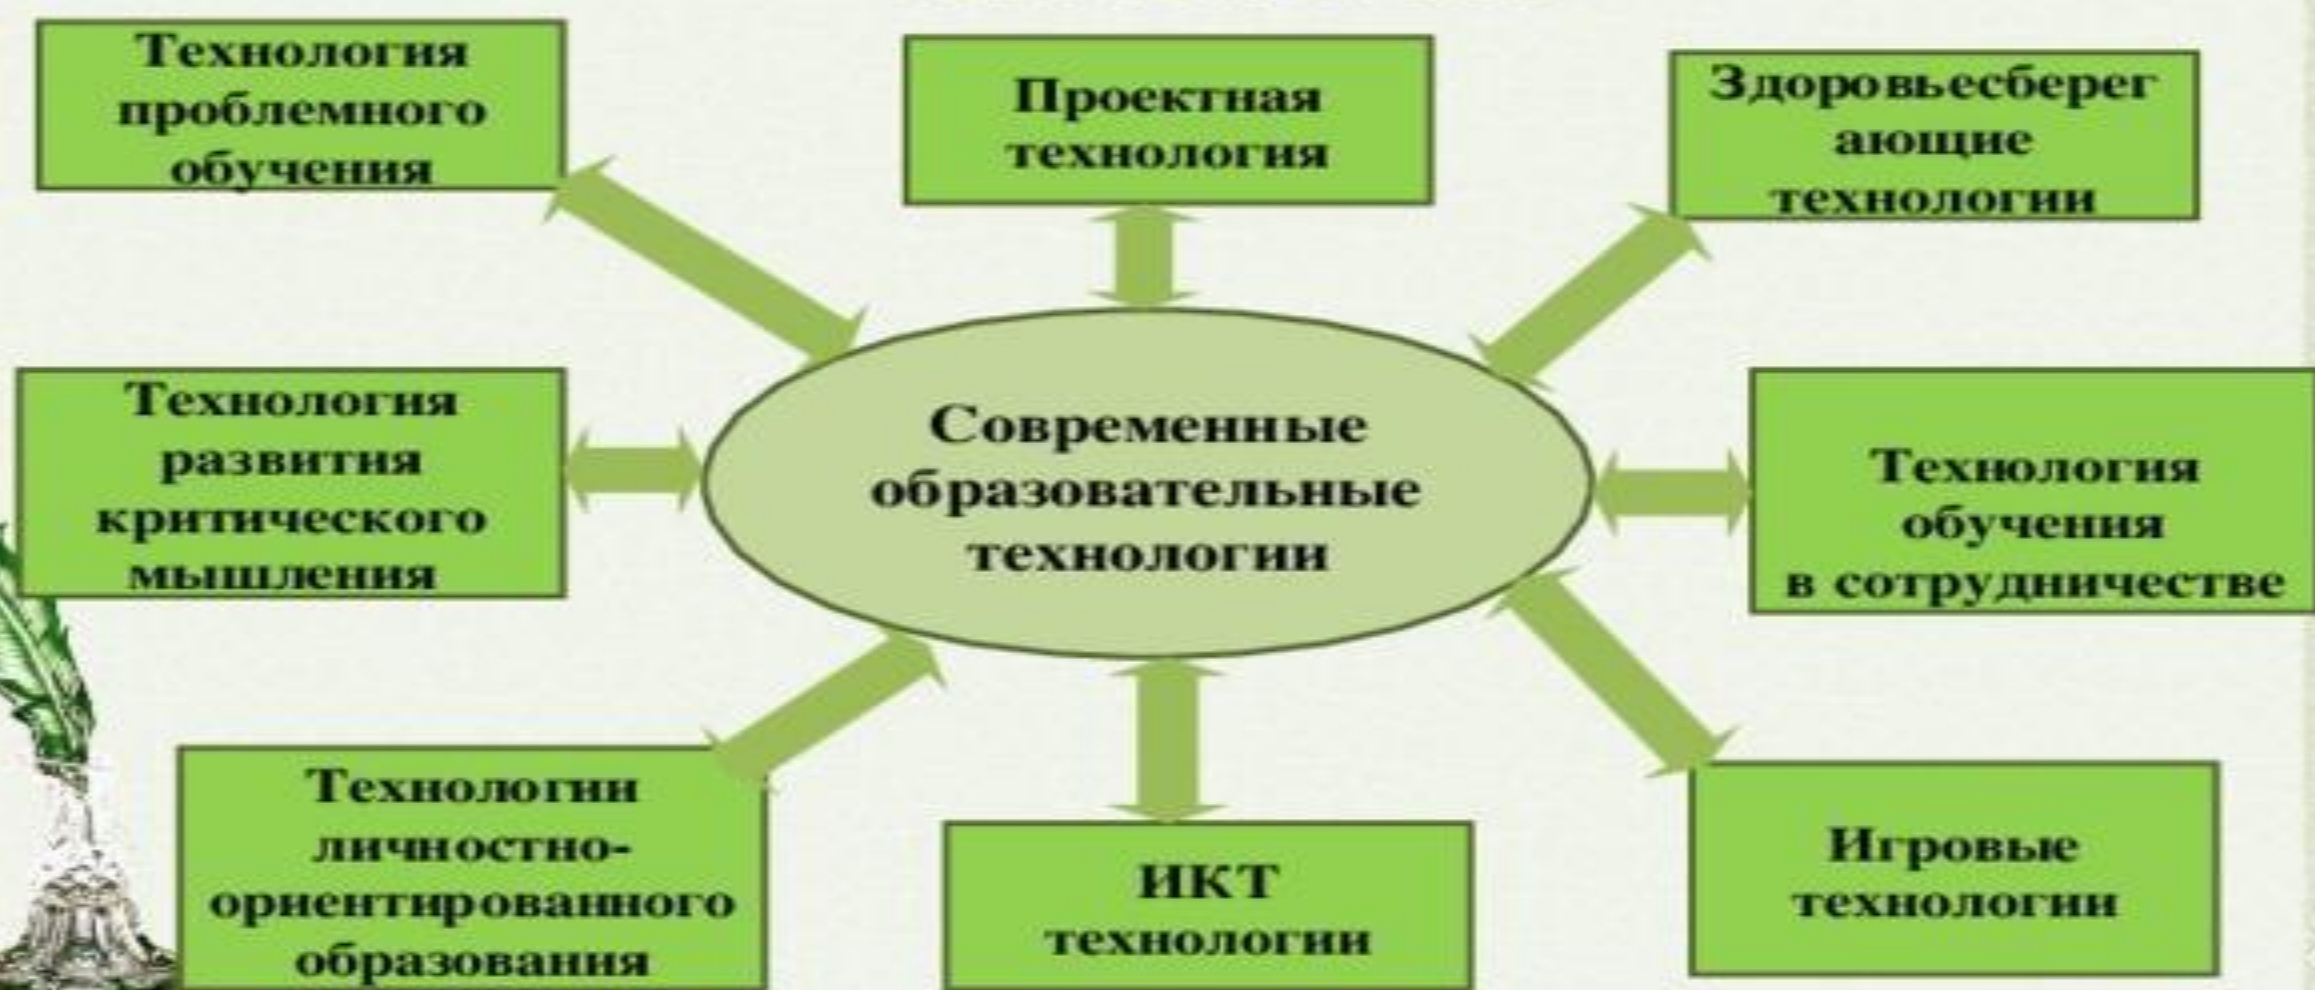 Технология
проблемного
обучения
Проектная
технология
Здоровьесберег
ающие
технологии
Технология
развития
критического
мышления
Современные
образовательные
технологии
Технология
обучения
в сотрудничестве
Технологии
личностно-
ориентированного
образования
ИКТ
технологии
Игровые
технологии